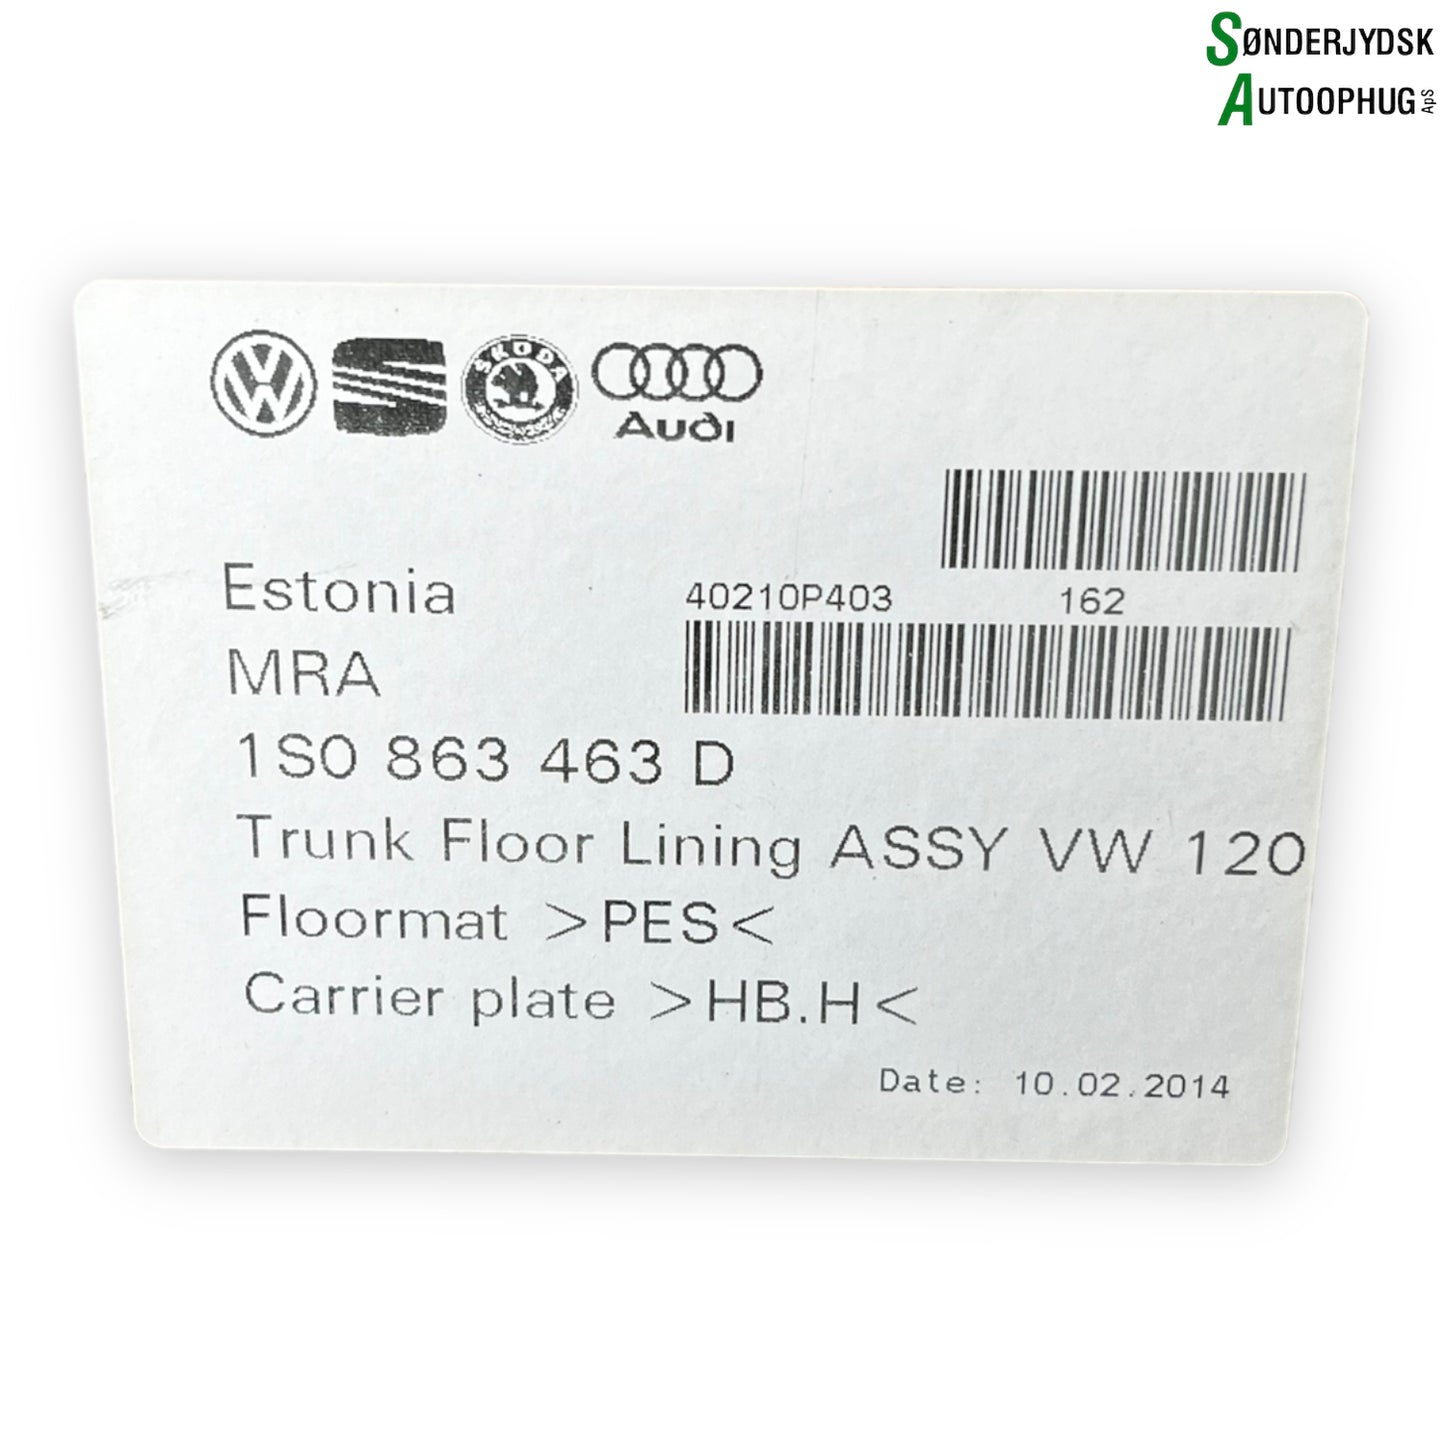 SØNDERJYDSK
AUTOOPHUG ApS
ŠKODA
Audi
Estonia
40210P403 162
MRA
1S0 863 463 D
Trunk Floor Lining ASSY VW 120
Floormat >PES<
Carrier plate >HB.H<
Date: 10.02.2014